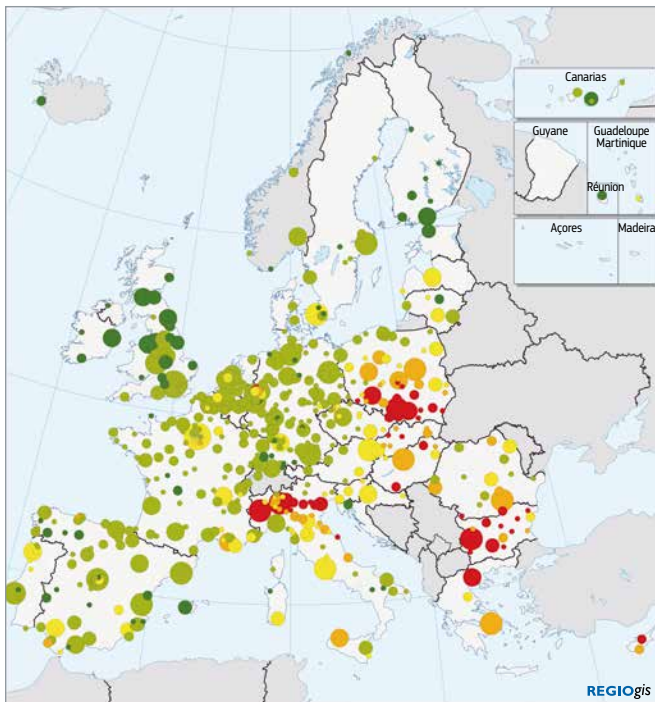 Canarias
Guyane
Guadeloupe
Martinique
Réunion
Açores
Madeira
REGIOgis